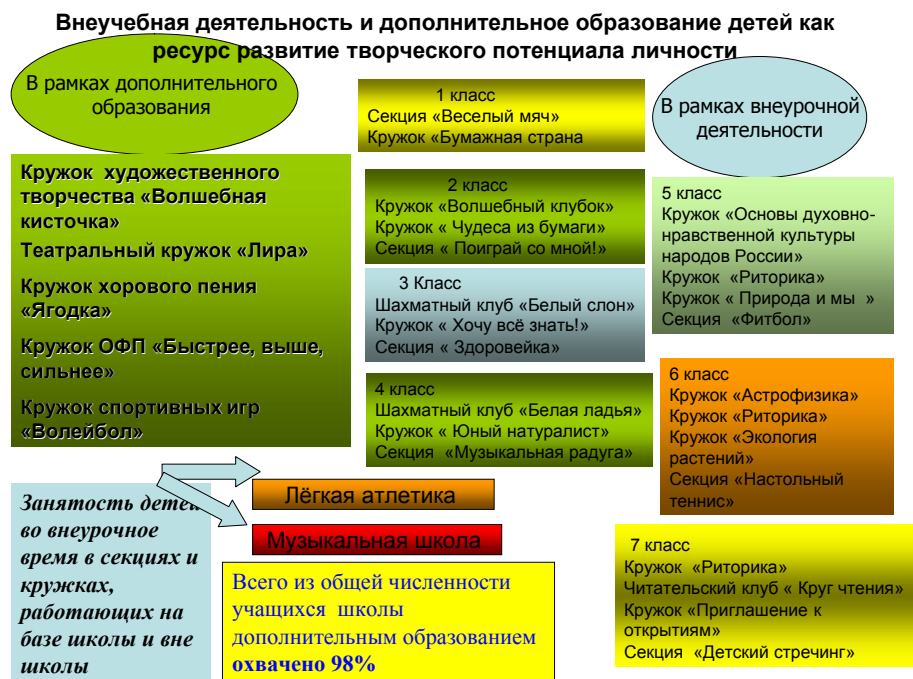 Внеучебная деятельность и дополнительное образование детей как
ресурс развитие творческого потенциала личности
В рамках дополнительного
образования
Кружок художественного
творчества «Волшебная
кисточка»
Театральный кружок «Лира»
Кружок хорового пения
«Ягодка»
Кружок ОФП «Быстрее, выше,
сильнее»
Кружок спортивных игр
«Волейбол»
1 класс
Секция «Веселый мяч»
Кружок «Бумажная страна
2 класс
Кружок «Волшебный клубок»
Кружок « Чудеса из бумаги»
Секция « Поиграй со мной!»
3 Класс
Шахматный клуб «Белый слон»
Кружок « Хочу всё знать!»
Секция « Здоровейка»
4 класс
Шахматный клуб «Белая ладья»
Кружок « Юный натуралист»
Секция «Музыкальная радуга»
В рамках внеурочной
деятельности
5 класс
Кружок «Основы духовно-
нравственной культуры
народов России»
Кружок «Риторика»
Кружок « Природа и мы »
Секция «Фитбол»
6 класс
Кружок «Астрофизика»
Кружок «Риторика»
Кружок «Экология
растений»
Секция «Настольный
теннис»
7 класс
Кружок «Риторика»
Читательский клуб « Круг чтения»
Кружок «Приглашение к
открытиям»
Секция «Детский стречинг»
Занятость детей
во внеурочное
время в секциях и
кружках,
работающих на
базе школы и вне
школы
Лёгкая атлетика
Музыкальная школа
Всего из общей численности
учащихся школы
дополнительным образованием
охвачено 98%